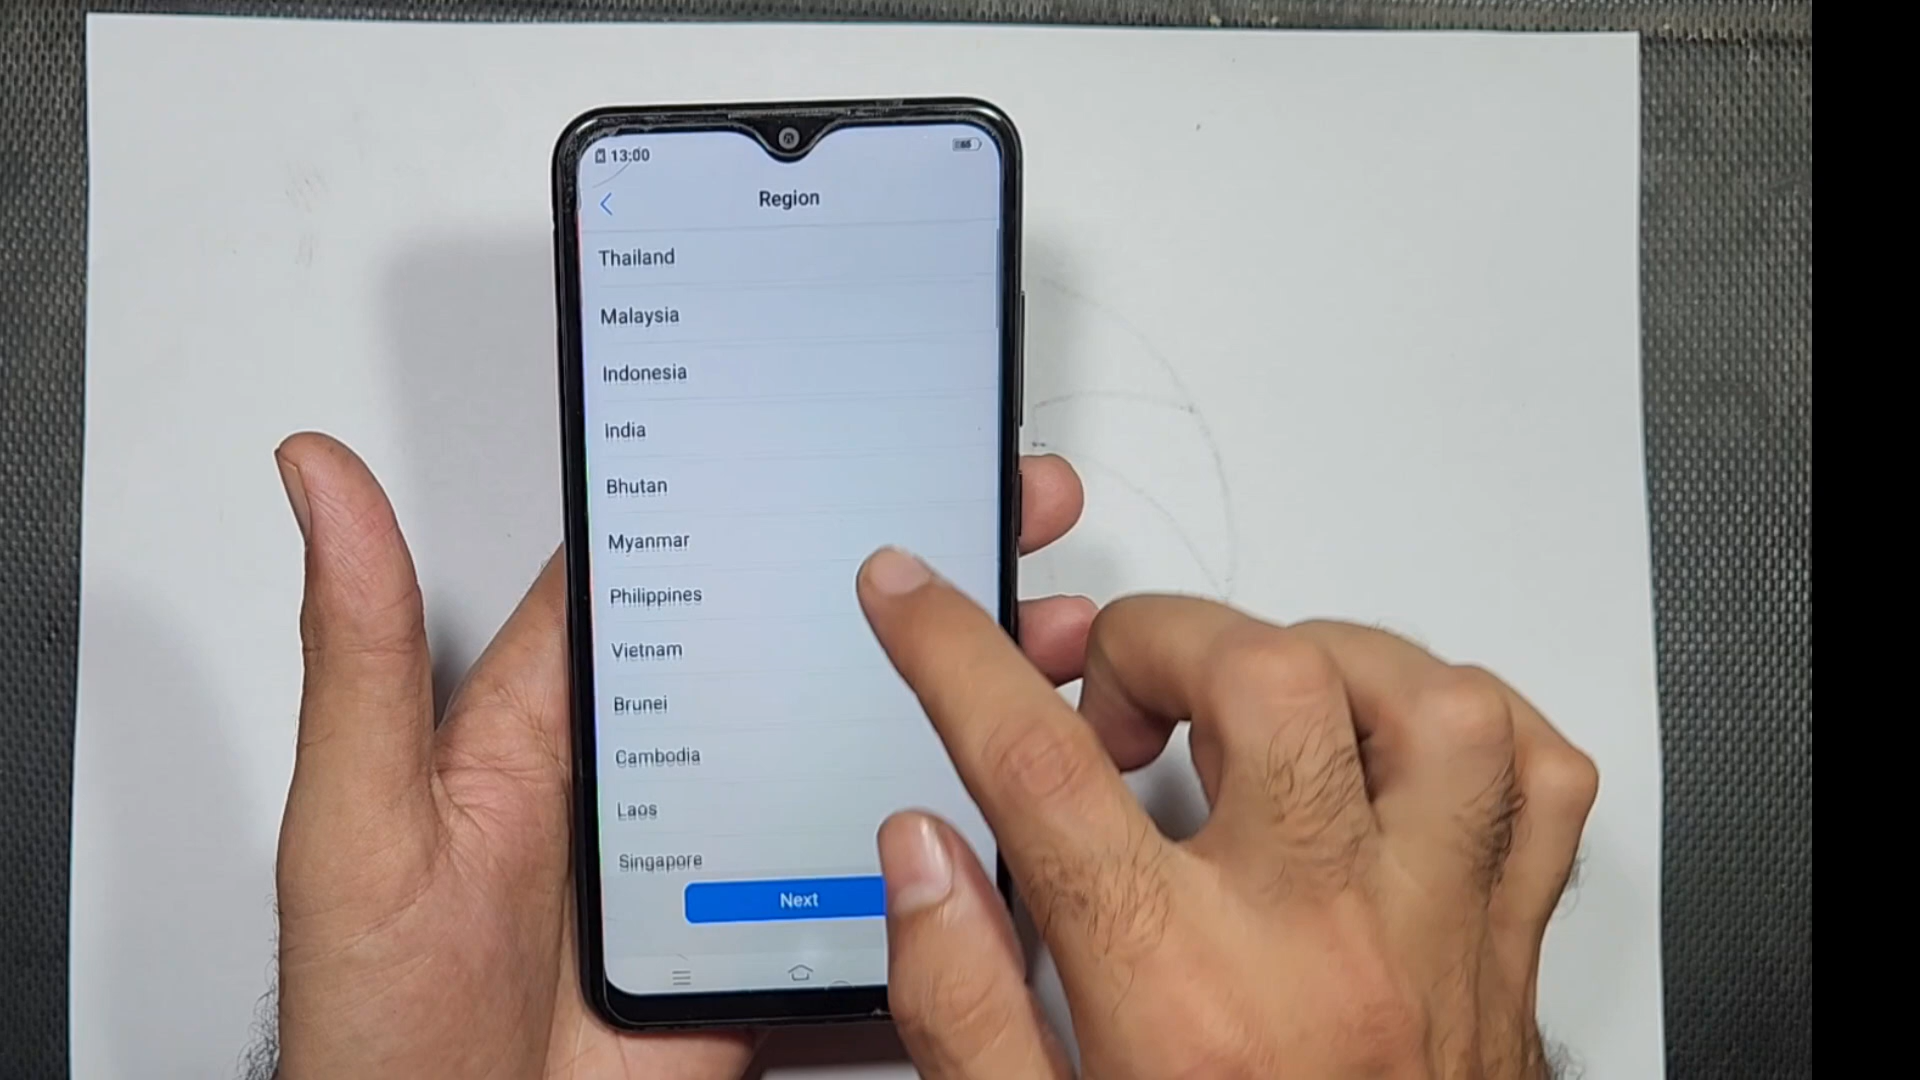 13:00
Region
Thailand
Malaysia
Indonesia
India
Bhutan
Myanmar
Philippines
Vietnam
Brunei
Cambodia
Laos
Singapore
Next